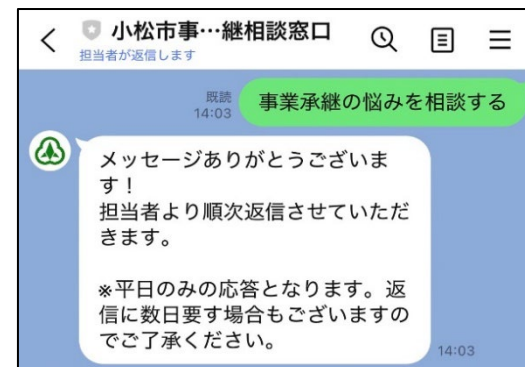 小松市事…継相談窓口
担当者が返信します
既読
14:03
事業承継の悩みを相談する
メッセージありがとうございま
す！
担当者より順次返信させていただ
きます。
※平日のみの応答となります。返
信に数日要す場合もございますの
でご了承ください。
14:03